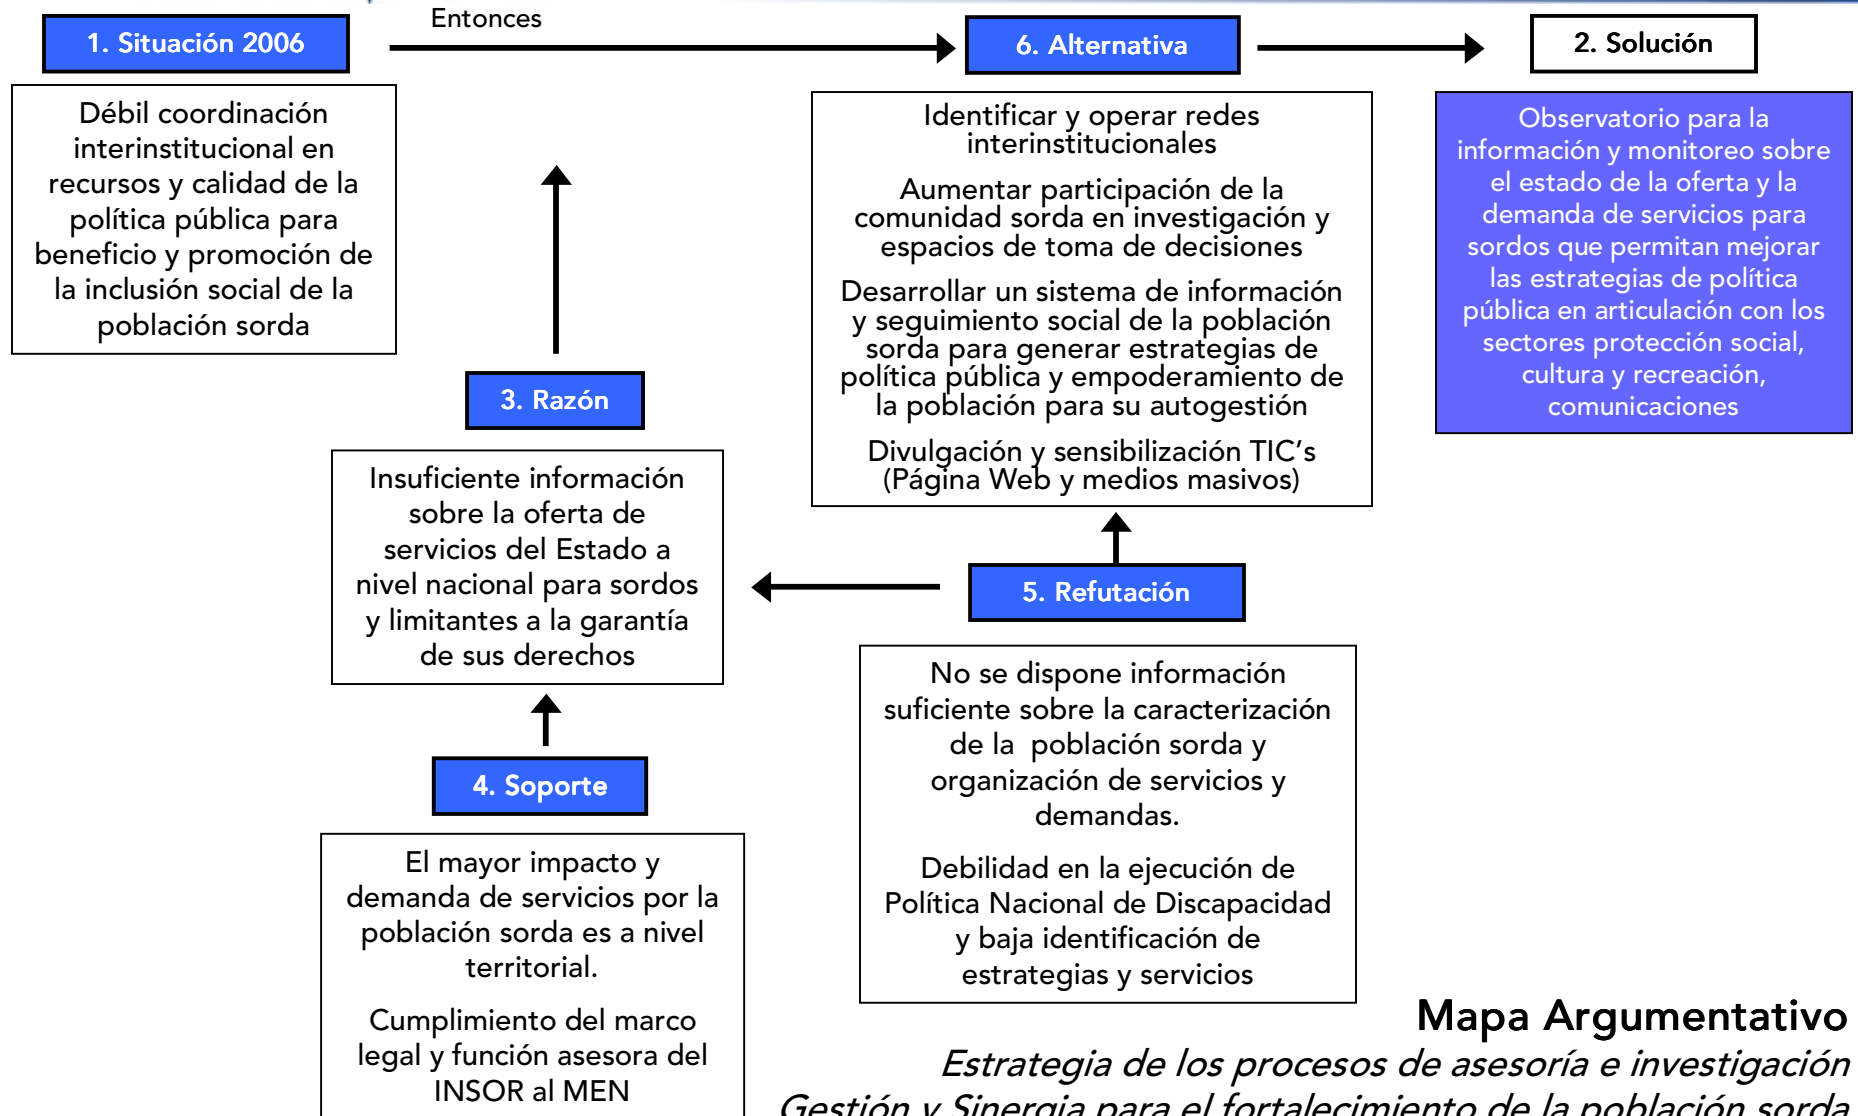 Entonces
1. Situación 2006
6. Alternativa
2. Solución
Débil coordinación
interinstitucional en
recursos y calidad de la
política pública para
beneficio y promoción de
la inclusión social de la
población sorda
Identificar y operar redes
interinstitucionales
Aumentar participación de la
comunidad sorda en investigación y
espacios de toma de decisiones
Desarrollar un sistema de información
y seguimiento social de la población
sorda para generar estrategias de
política pública y empoderamiento de
la población para su autogestión
Divulgación y sensibilización TIC’s
(Página Web y medios masivos)
Observatorio para la
información y monitoreo sobre
el estado de la oferta y la
demanda de servicios para
sordos que permitan mejorar
las estrategias de política
pública en articulación con los
sectores protección social,
cultura y recreación,
comunicaciones
3. Razón
Insuficiente información
sobre la oferta de
servicios del Estado a
nivel nacional para sordos
y limitantes a la garantía
de sus derechos
5. Refutación
No se dispone información
suficiente sobre la caracterización
de la población sorda y
organización de servicios y
demandas.
Debilidad en la ejecución de
Política Nacional de Discapacidad
y baja identificación de
estrategias y servicios
4. Soporte
El mayor impacto y
demanda de servicios por la
población sorda es a nivel
territorial.
Cumplimiento del marco
legal y función asesora del
INSOR al MEN
Mapa Argumentativo
Estrategia de los procesos de asesoría e investigación
Gestión y Sinergia para el fortalecimiento de la población sorda